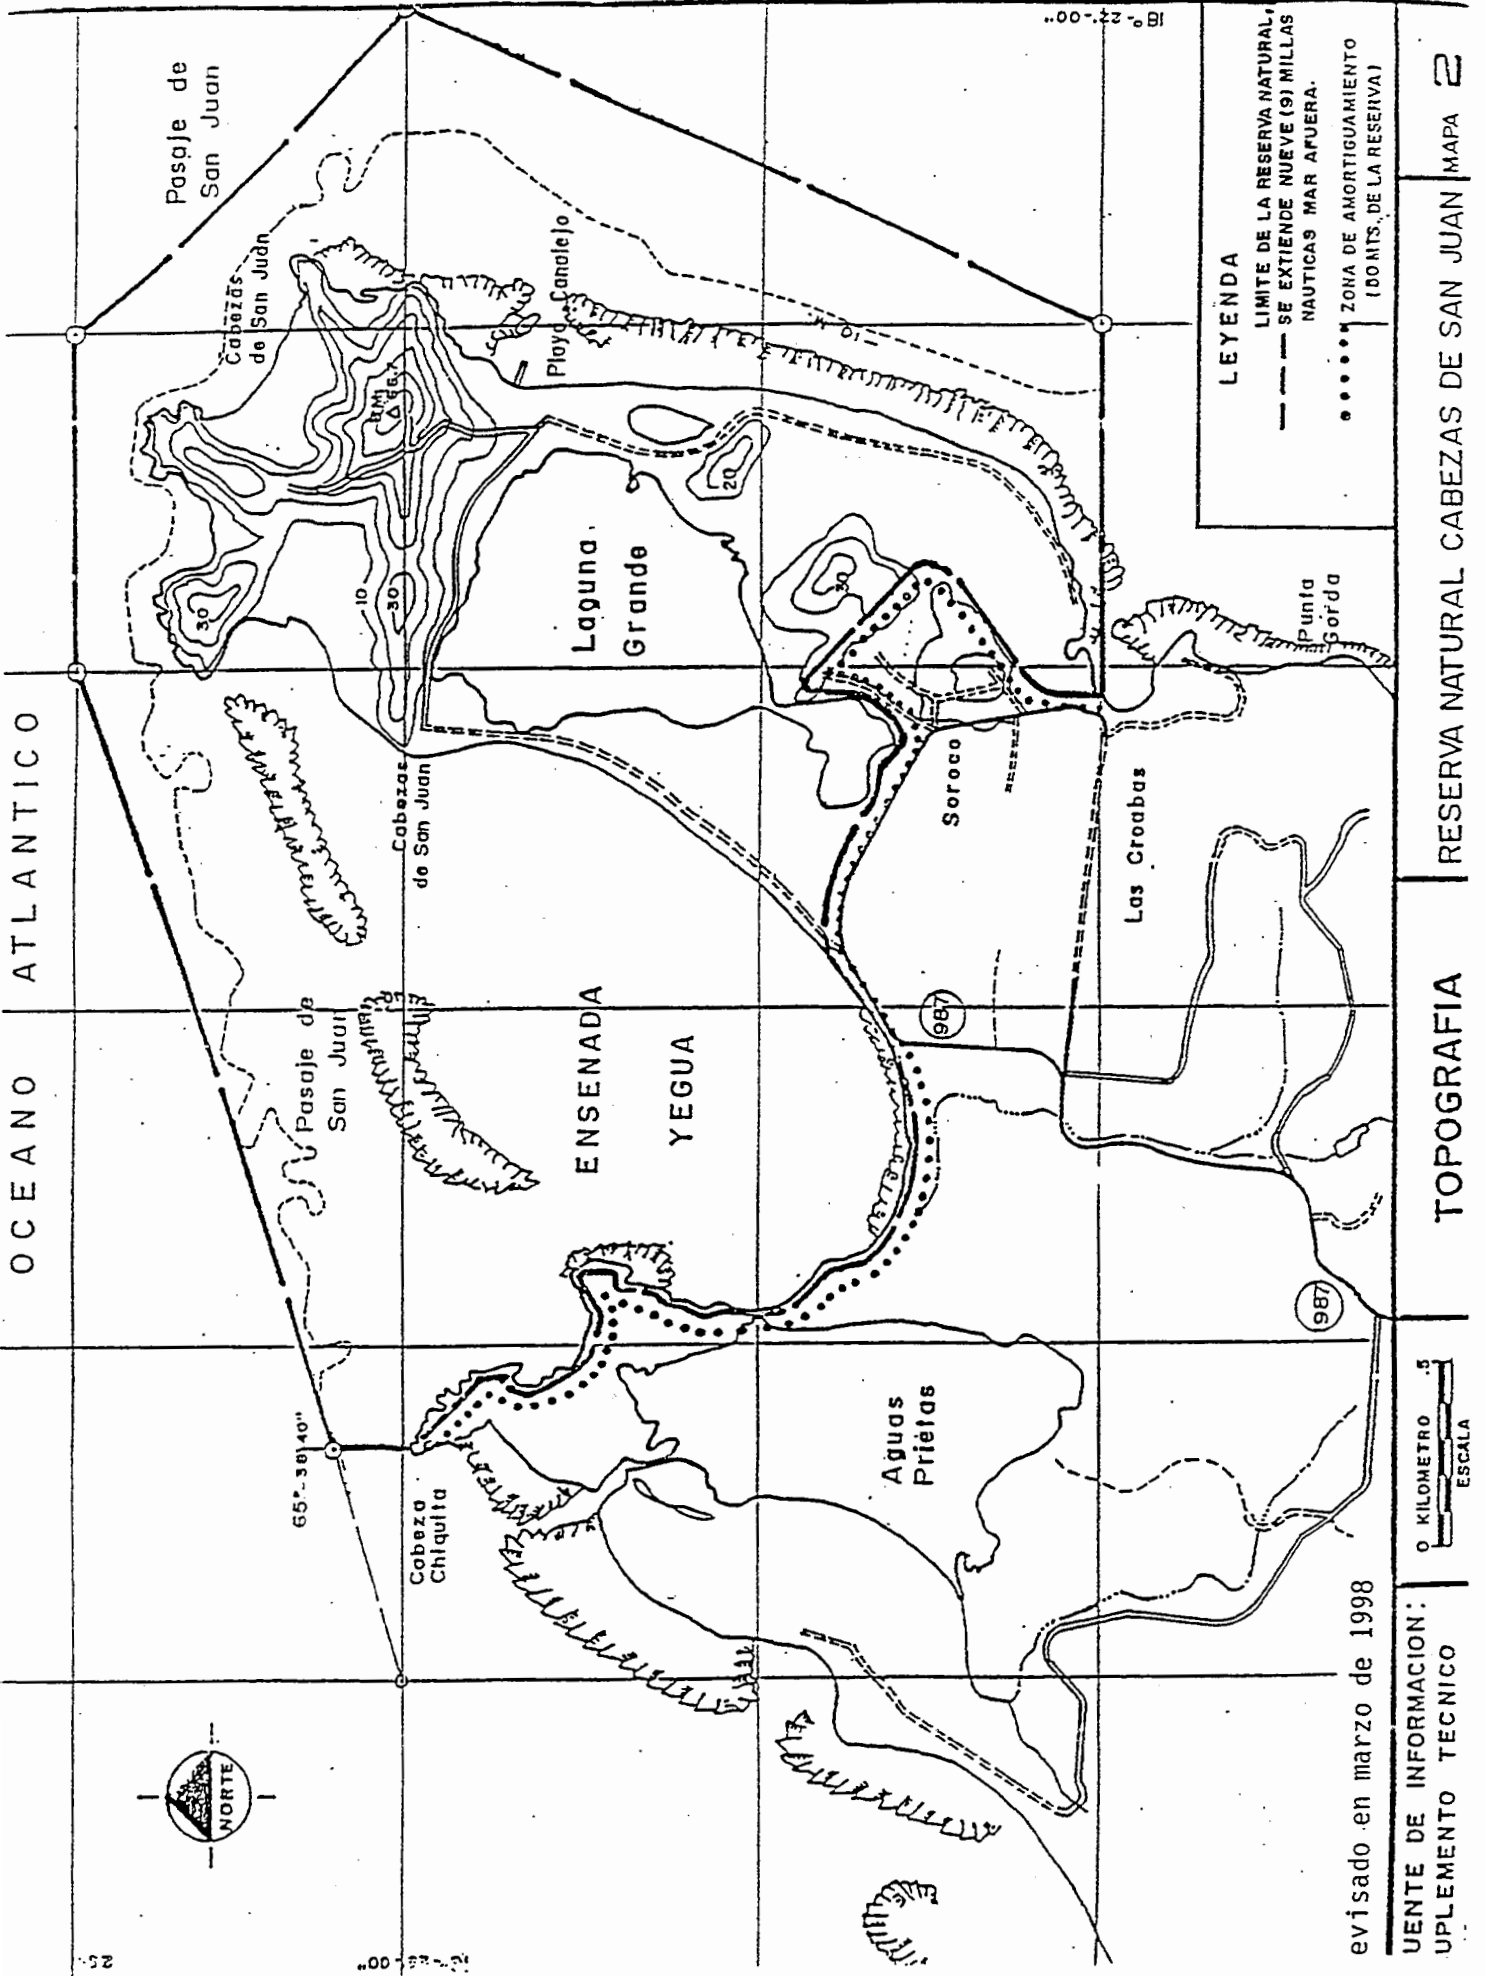 OCEANO ATLANTICO
Pasaje de
San Juan
Cabezas
de San Juan
65°-38'40"
Pasaje de
San Juan
Cabezas
de San Juan
30
10
30
BM1
66.7
NORTE
Cabeza
Chiquita
ENSENADA
YEGUA
Laguna
Grande
Playa Canalejo
20
30
-10 M.
Aguas
Prietas
987
Soroco
Las Croabas
Punta
Gorda
987
18°-22'-00"
LEYENDA
LIMITE DE LA RESERVA NATURAL,
SE EXTIENDE NUEVE (9) MILLAS
NAUTICAS MAR AFUERA.
ZONA DE AMORTIGUAMIENTO
(50 MTS. DE LA RESERVA)
evisado en marzo de 1998
UENTE DE INFORMACION:
UPLEMENTO TECNICO
0 KILOMETRO .5
ESCALA
TOPOGRAFIA
RESERVA NATURAL CABEZAS DE SAN JUAN
MAPA 2